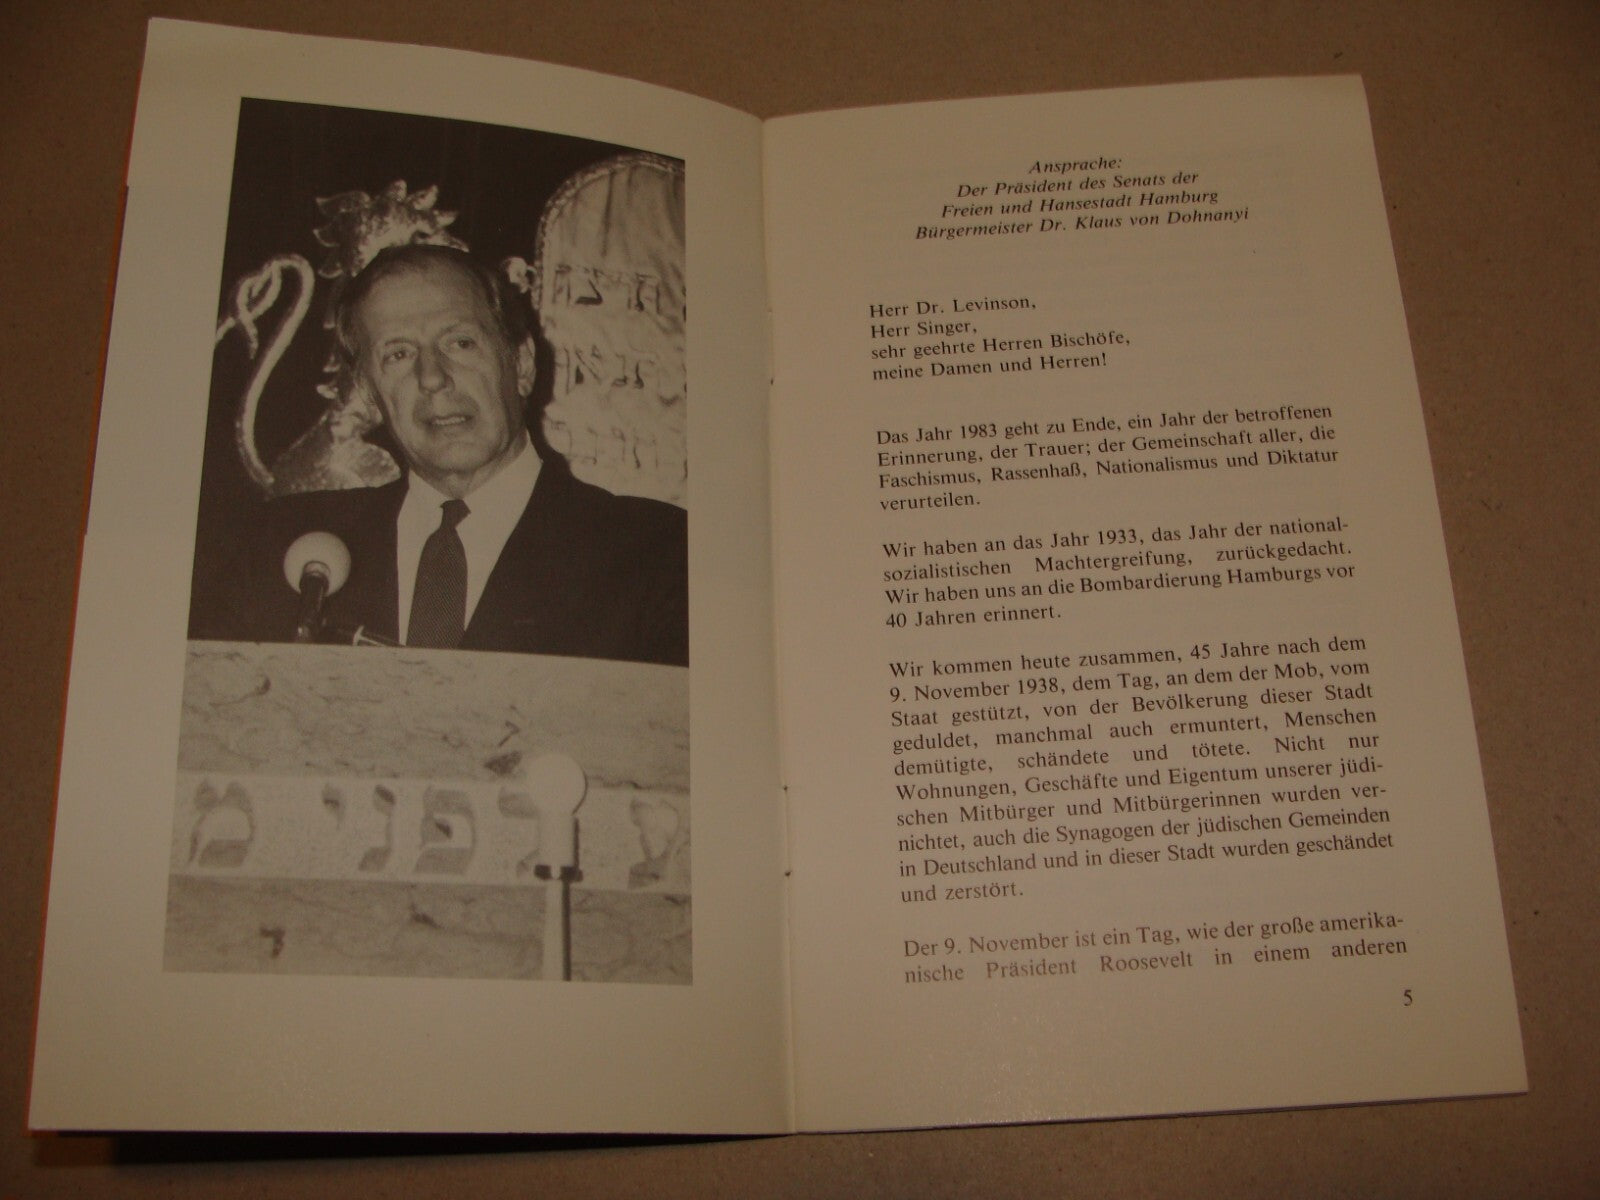 Ansprache:
Der Präsident des Senats der
Freien und Hansestadt Hamburg
Bürgermeister Dr. Klaus von Dohnanyi
Herr Dr. Levinson,
Herr Singer,
sehr geehrte Herren Bischöfe,
meine Damen und Herren!
Das Jahr 1983 geht zu Ende, ein Jahr der betroffenen
Erinnerung, der Trauer; der Gemeinschaft aller, die
Faschismus, Rassenhaß, Nationalismus und Diktatur
verurteilen.
Wir haben an das Jahr 1933, das Jahr der national-
sozialistischen Machtergreifung, zurückgedacht.
Wir haben uns an die Bombardierung Hamburgs vor
40 Jahren erinnert.
Wir kommen heute zusammen, 45 Jahre nach dem
9. November 1938, dem Tag, an dem der Mob, vom
Staat gestützt, von der Bevölkerung dieser Stadt
geduldet, manchmal auch ermuntert, Menschen
demütigte, schändete und tötete. Nicht nur
Wohnungen, Geschäfte und Eigentum unserer jüdi-
schen Mitbürger und Mitbürgerinnen wurden ver-
nichtet, auch die Synagogen der jüdischen Gemeinden
in Deutschland und in dieser Stadt wurden geschändet
und zerstört.
Der 9. November ist ein Tag, wie der große amerika-
nische Präsident Roosevelt in einem anderen
5